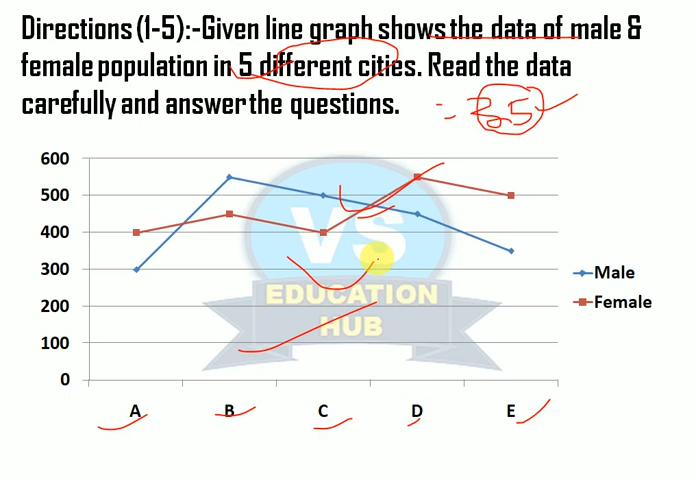 Directions (1-5):-Given line graph shows the data of male &
female population in 5 different cities. Read the data
carefully and answer the questions.
600
500
400
300
200
100
0
VS
EDUCATION
HUB
Male
Female
A B C D E